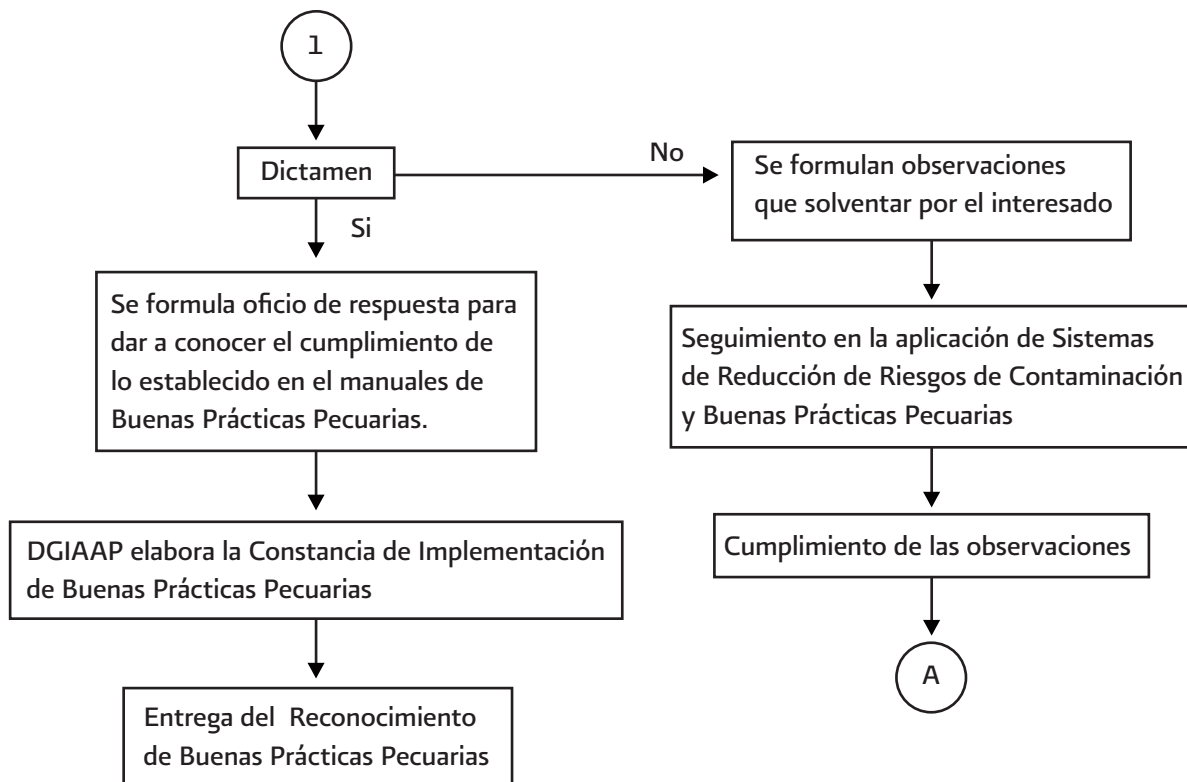 1
Dictamen
No
Si
Se formulan observaciones
que solventar por el interesado
Se formula oficio de respuesta para
dar a conocer el cumplimiento de
lo establecido en el manuales de
Buenas Prácticas Pecuarias.
Seguimiento en la aplicación de Sistemas
de Reducción de Riesgos de Contaminación
y Buenas Prácticas Pecuarias
DGIAAP elabora la Constancia de Implementación
de Buenas Prácticas Pecuarias
Cumplimiento de las observaciones
A
Entrega del Reconocimiento
de Buenas Prácticas Pecuarias